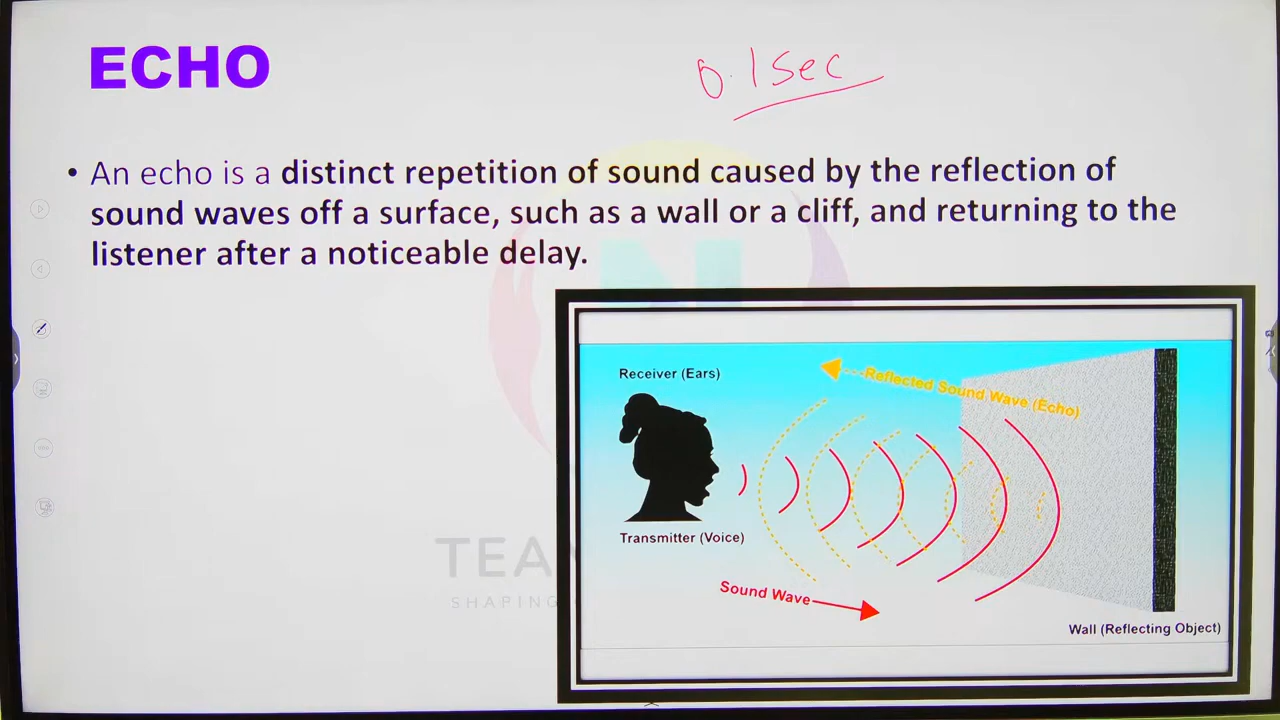 ECHO
0.1sec
• An echo is a distinct repetition of sound caused by the reflection of
sound waves off a surface, such as a wall or a cliff, and returning to the
listener after a noticeable delay.
Receiver (Ears)
Reflected Sound Wave (Echo)
Transmitter (Voice)
Sound Wave
Wall (Reflecting Object)
TEA
SHAPING